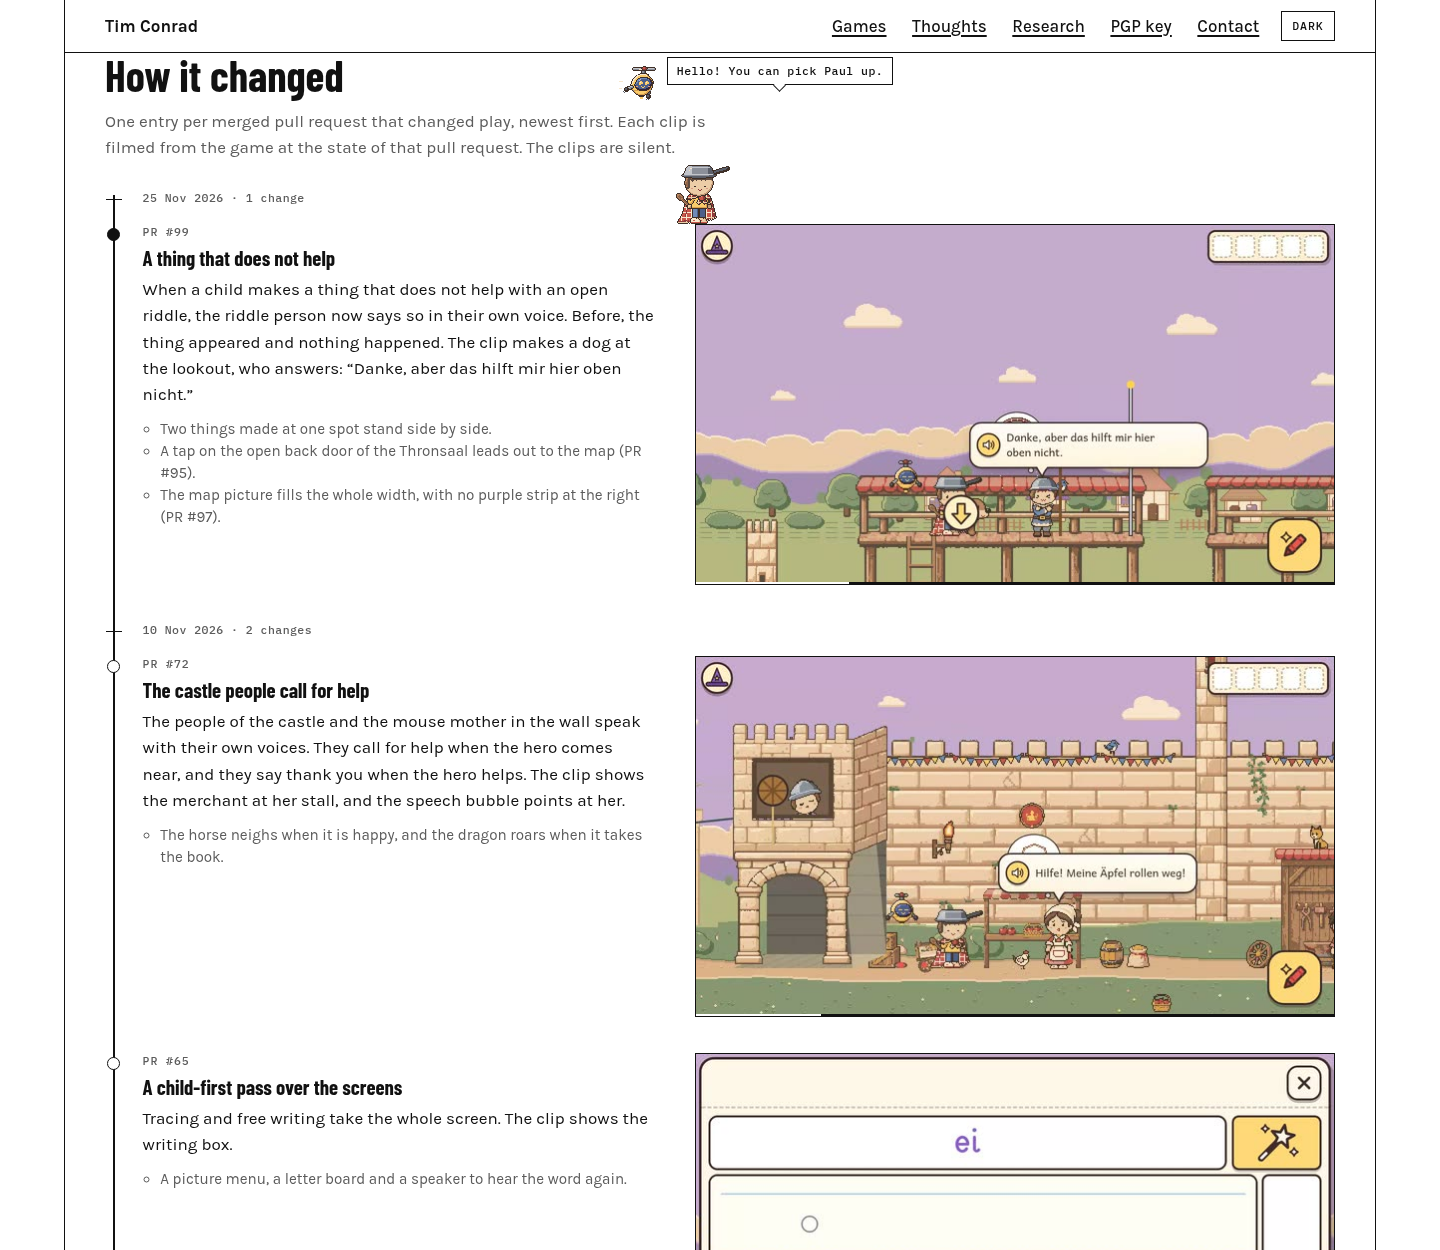 Tim Conrad
Games Thoughts Research PGP key Contact DARK
How it changed
Hello! You can pick Paul up.
One entry per merged pull request that changed play, newest first. Each clip is
filmed from the game at the state of that pull request. The clips are silent.
25 Nov 2026 · 1 change
PR #99
A thing that does not help
When a child makes a thing that does not help with an open
riddle, the riddle person now says so in their own voice. Before, the
thing appeared and nothing happened. The clip makes a dog at
the lookout, who answers: “Danke, aber das hilft mir hier oben
nicht.”
Two things made at one spot stand side by side.
A tap on the open back door of the Thronsaal leads out to the map (PR
#95).
The map picture fills the whole width, with no purple strip at the right
(PR #97).
Danke, aber das hilft mir hier
oben nicht.
10 Nov 2026 · 2 changes
PR #72
The castle people call for help
The people of the castle and the mouse mother in the wall speak
with their own voices. They call for help when the hero comes
near, and they say thank you when the hero helps. The clip shows
the merchant at her stall, and the speech bubble points at her.
The horse neighs when it is happy, and the dragon roars when it takes
the book.
Hilfe! Meine Äpfel rollen weg!
PR #65
A child-first pass over the screens
Tracing and free writing take the whole screen. The clip shows the
writing box.
A picture menu, a letter board and a speaker to hear the word again.
ei